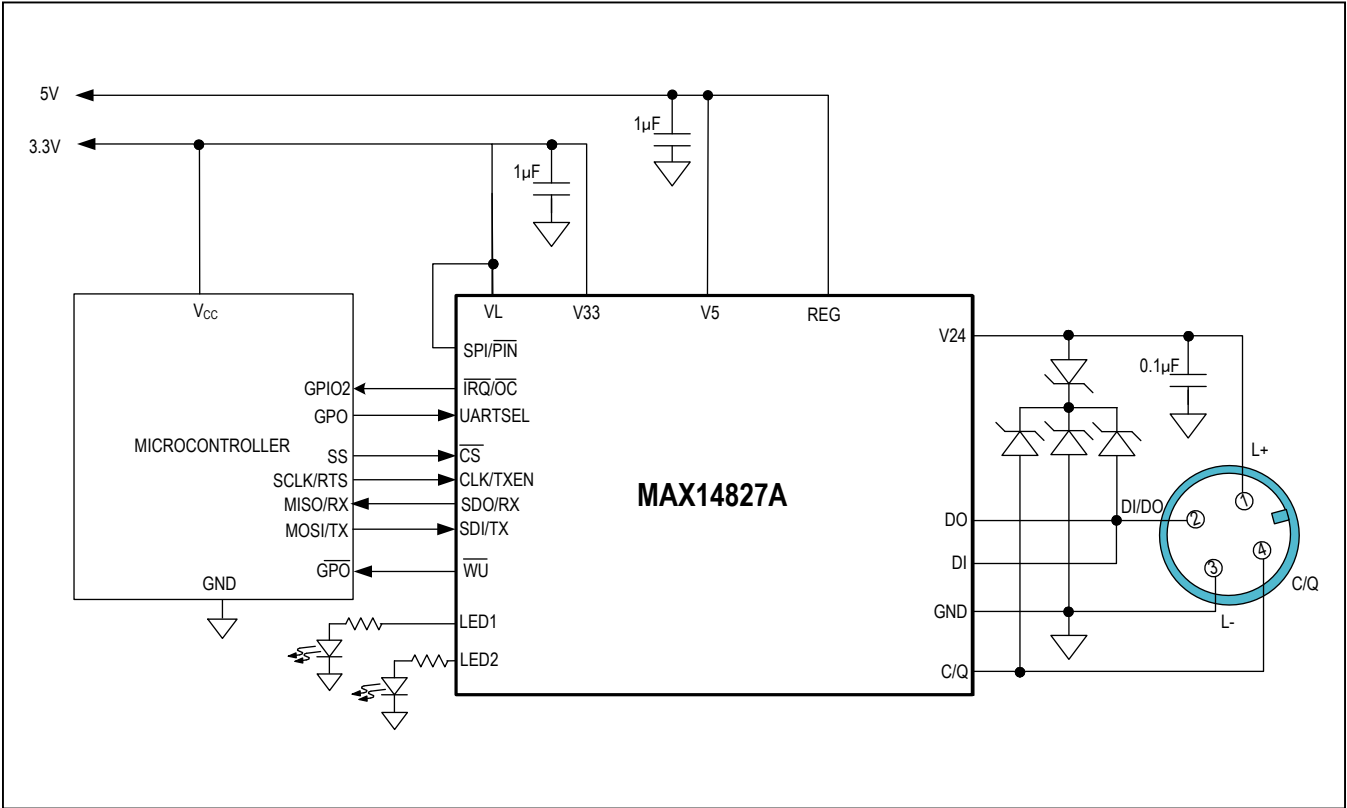 5V
3.3V
1µF
1µF
VCC
VL
V33
V5
REG
SPI/PIN
V24
0.1µF
GPIO2
IRQ/OC
GPO
UARTSEL
MICROCONTROLLER
SS
CS
SCLK/RTS
CLK/TXEN
MISO/RX
SDO/RX
MOSI/TX
SDI/TX
GPO
WU
GND
LED1
LED2
MAX14827A
L+
DO
DI/DO
DI
GND
C/Q
1
2
3
4
C/Q
L-